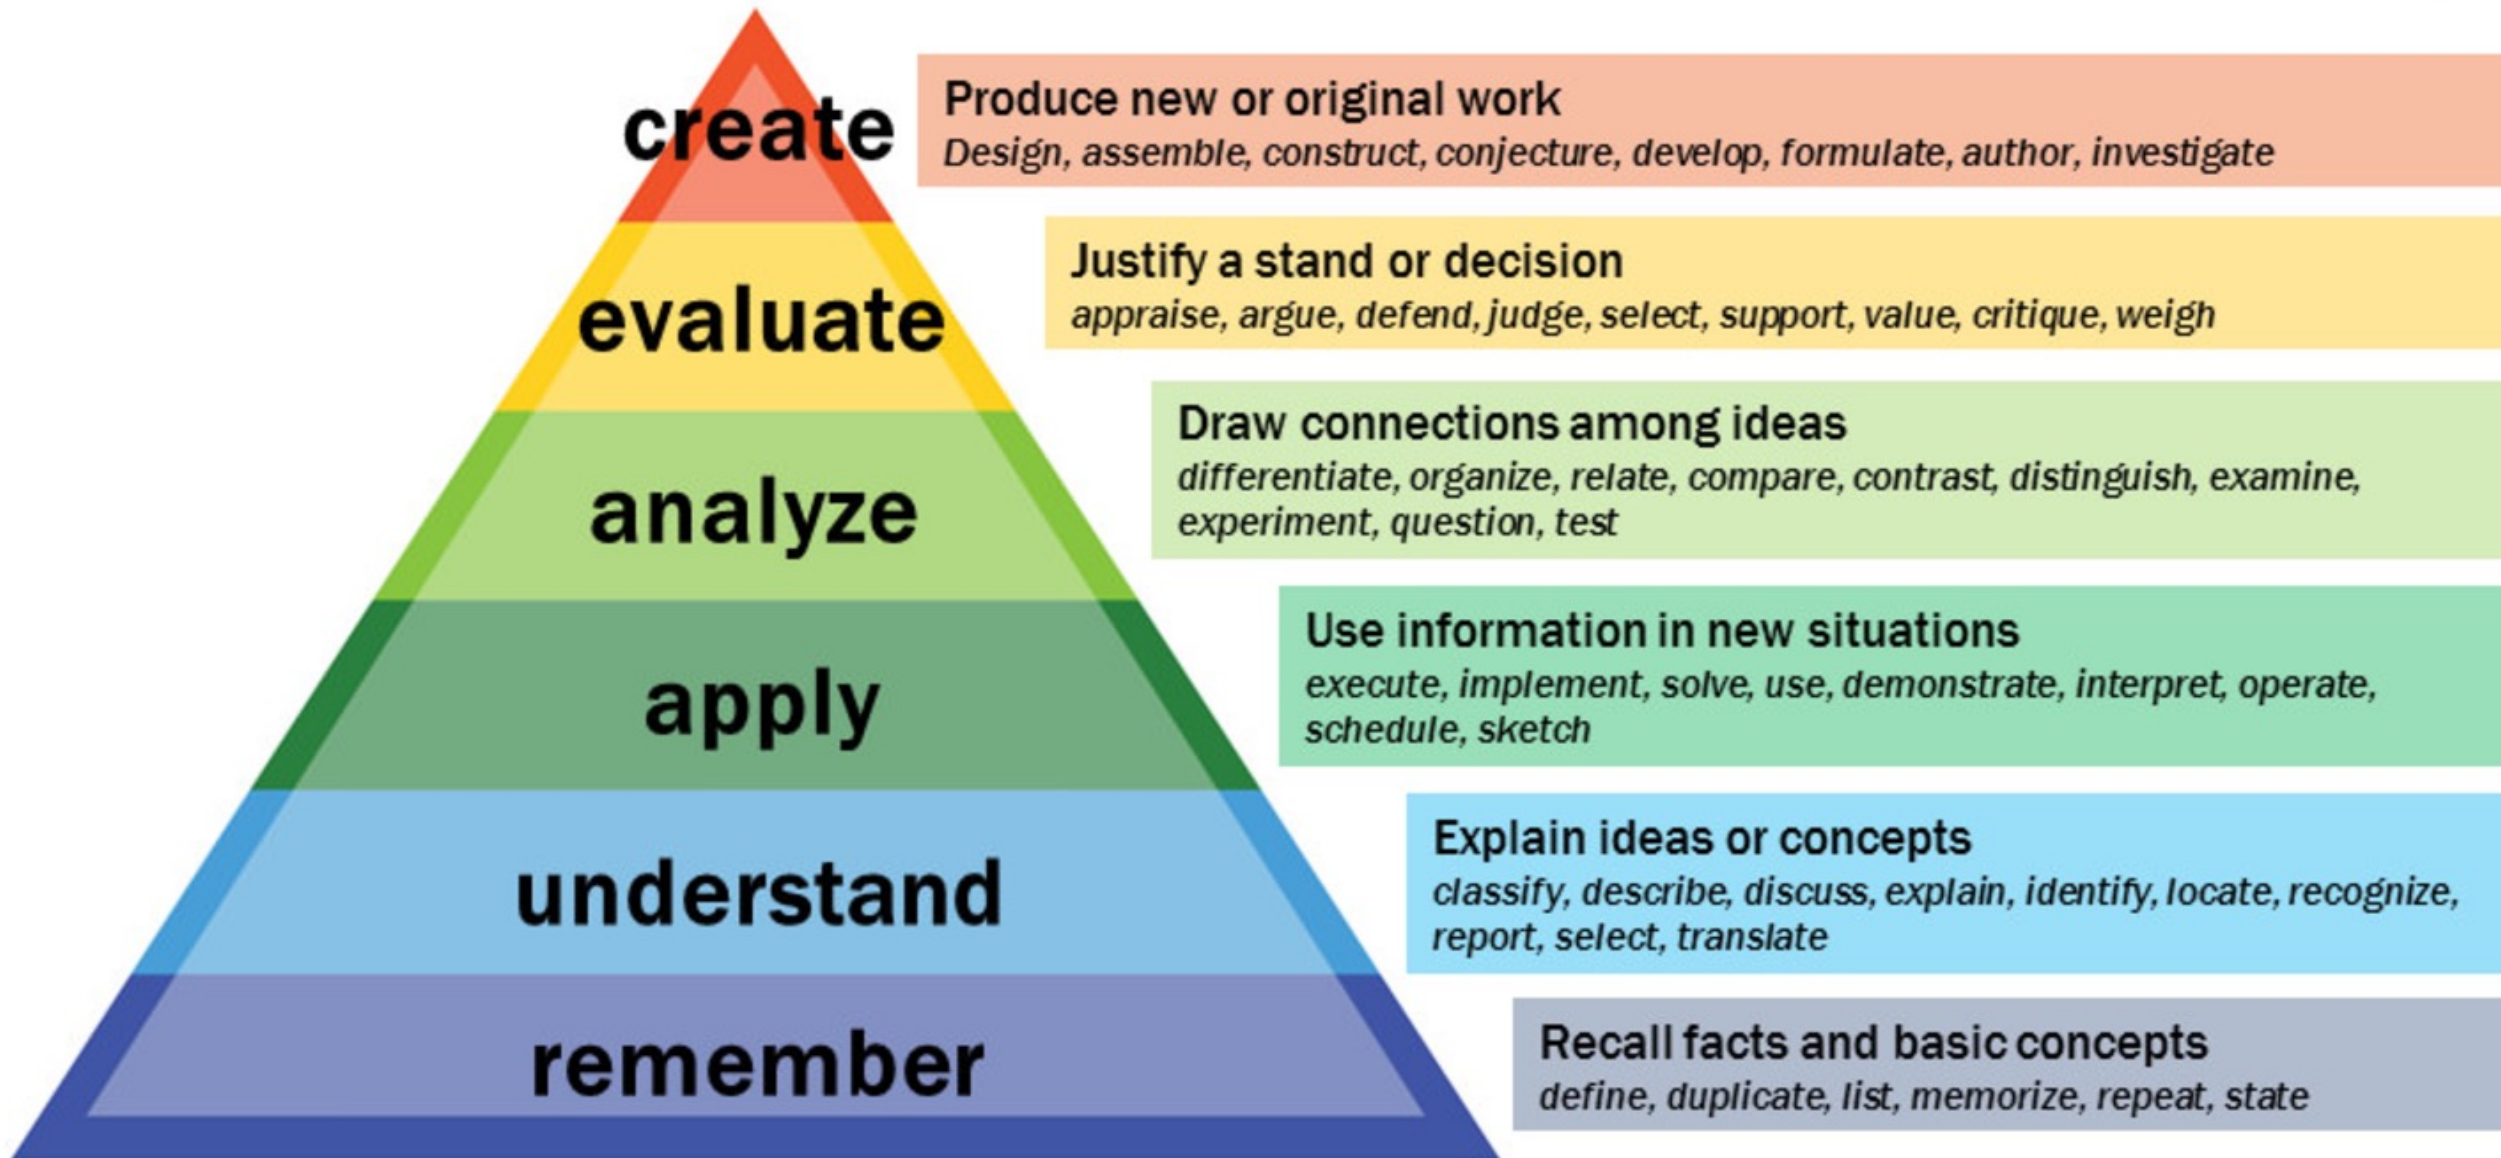 create
Produce new or original work
Design, assemble, construct, conjecture, develop, formulate, author, investigate
evaluate
Justify a stand or decision
appraise, argue, defend, judge, select, support, value, critique, weigh
analyze
Draw connections among ideas
differentiate, organize, relate, compare, contrast, distinguish, examine,
experiment, question, test
apply
Use information in new situations
execute, implement, solve, use, demonstrate, interpret, operate,
schedule, sketch
understand
Explain ideas or concepts
classify, describe, discuss, explain, identify, locate, recognize,
report, select, translate
remember
Recall facts and basic concepts
define, duplicate, list, memorize, repeat, state